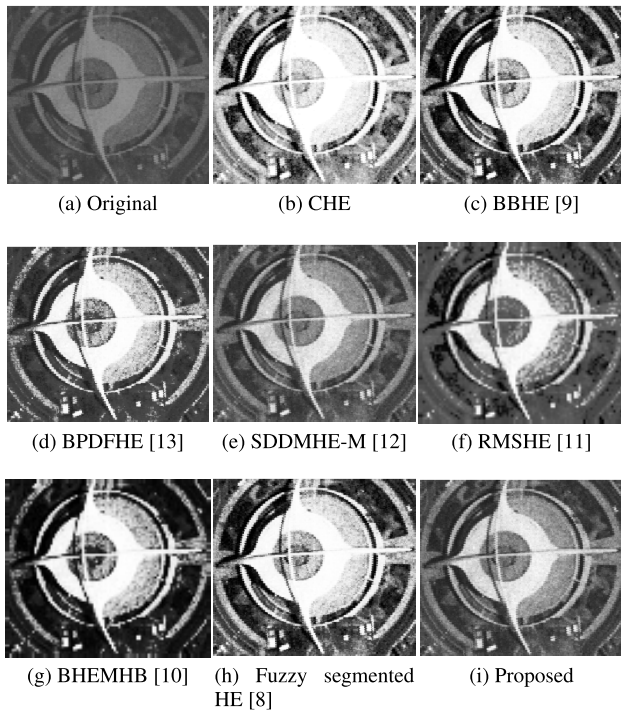 (a) Original
(b) CHE
(c) BBHE [9]
(d) BPDFHE [13]
(e) SDDMHE-M [12]
(f) RMSHE [11]
(g) BHEMHB [10]
(h) Fuzzy segmented
HE [8]
(i) Proposed